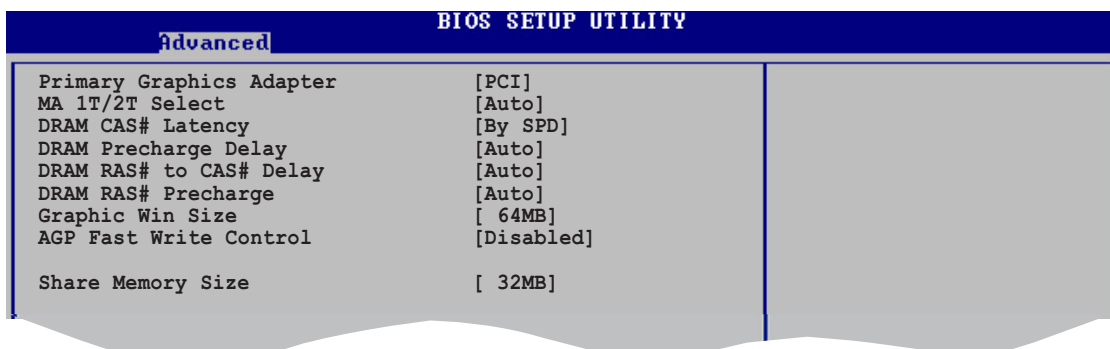 BIOS SETUP UTILITY
Advanced
Primary Graphics Adapter [PCI]
MA 1T/2T Select [Auto]
DRAM CAS# Latency [By SPD]
DRAM Precharge Delay [Auto]
DRAM RAS# to CAS# Delay [Auto]
DRAM RAS# Precharge [Auto]
Graphic Win Size [ 64MB]
AGP Fast Write Control [Disabled]
Share Memory Size [ 32MB]